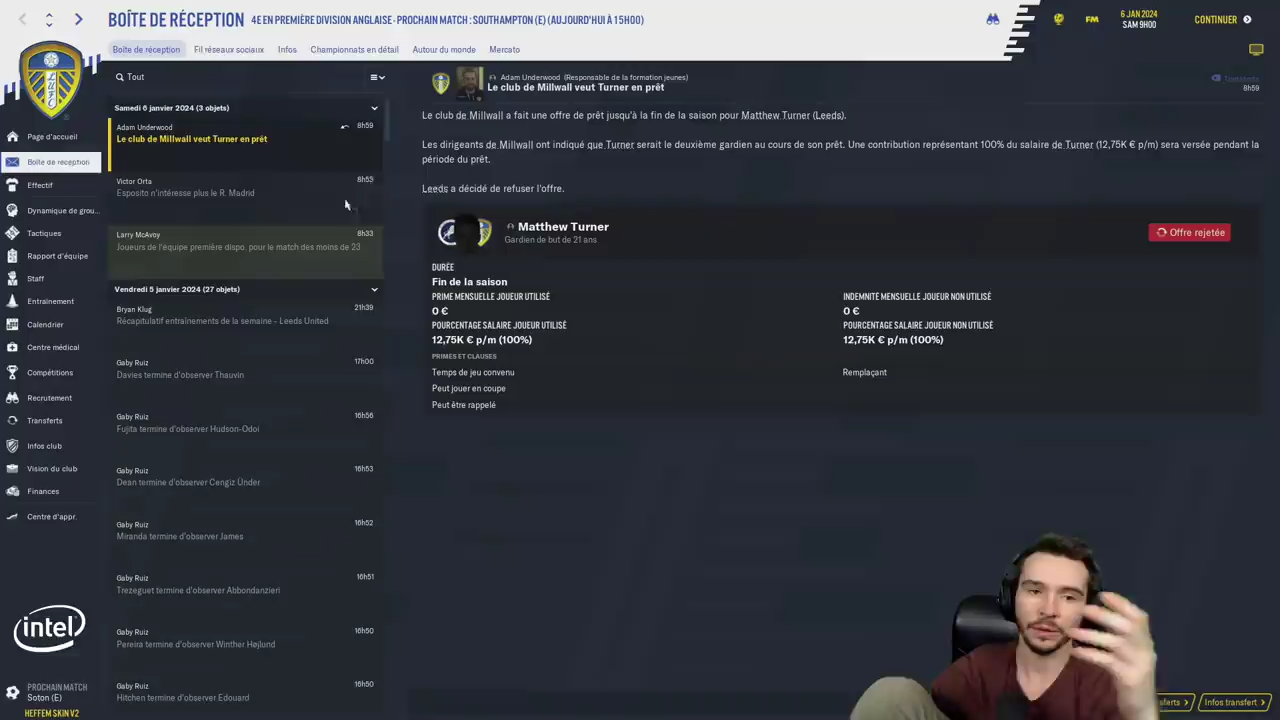 BOÎTE DE RÉCEPTION
4E EN PREMIÈRE DIVISION ANGLAISE - PROCHAIN MATCH : SOUTHAMPTON (E) (AUJOURD'HUI À 15H00)
FM
6 JAN 2024
SAM 9H00
CONTINUER
Boîte de réception
Fil réseaux sociaux
Infos
Championnats en détail
Autour du monde
Mercato
Page d'accueil
Boîte de réception
Effectif
Dynamique de grou...
Tactiques
Rapport d'équipe
Staff
Entraînement
Calendrier
Centre médical
Compétitions
Recrutement
Transferts
Infos club
Vision du club
Finances
Centre d'appr.
intel
PROCHAIN MATCH
Soton (E)
HEFFEM SKIN V2
Tout
Samedi 6 janvier 2024 (3 objets)
Adam Underwood 8h59
Le club de Millwall veut Turner en prêt
Victor Orta 8h55
Esposito n'intéresse plus le R. Madrid
Larry McAvoy 8h33
Joueurs de l'équipe première dispo. pour le match des moins de 23
Vendredi 5 janvier 2024 (27 objets)
Bryan Klug 21h39
Récapitulatif entraînements de la semaine - Leeds United
Gaby Ruiz 17h00
Davies termine d'observer Thauvin
Gaby Ruiz 16h56
Fujita termine d'observer Hudson-Odoi
Gaby Ruiz 16h53
Dean termine d'observer Cengiz Ünder
Gaby Ruiz 16h52
Miranda termine d'observer James
Gaby Ruiz 16h51
Trezeguet termine d'observer Abbondanzieri
Gaby Ruiz 16h50
Pereira termine d'observer Winther Højlund
Gaby Ruiz 16h50
Hitchen termine d'observer Edouard
Adam Underwood (Responsable de la formation jeunes)
Le club de Millwall veut Turner en prêt
Transferts
8h59
Le club de Millwall a fait une offre de prêt jusqu'à la fin de la saison pour Matthew Turner (Leeds).
Les dirigeants de Millwall ont indiqué que Turner serait le deuxième gardien au cours de son prêt. Une contribution représentant 100% du salaire de Turner (12,75K € p/m) sera versée pendant la
période du prêt.
Leeds a décidé de refuser l'offre.
Matthew Turner
Gardien de but de 21 ans
Offre rejetée
DURÉE
Fin de la saison
PRIME MENSUELLE JOUEUR UTILISÉ
0 €
INDEMNITÉ MENSUELLE JOUEUR NON UTILISÉ
0 €
POURCENTAGE SALAIRE JOUEUR UTILISÉ
12,75K € p/m (100%)
POURCENTAGE SALAIRE JOUEUR NON UTILISÉ
12,75K € p/m (100%)
PRIMES ET CLAUSES
Temps de jeu convenu Remplaçant
Peut jouer en coupe
Peut être rappelé
sferts
Infos transfert